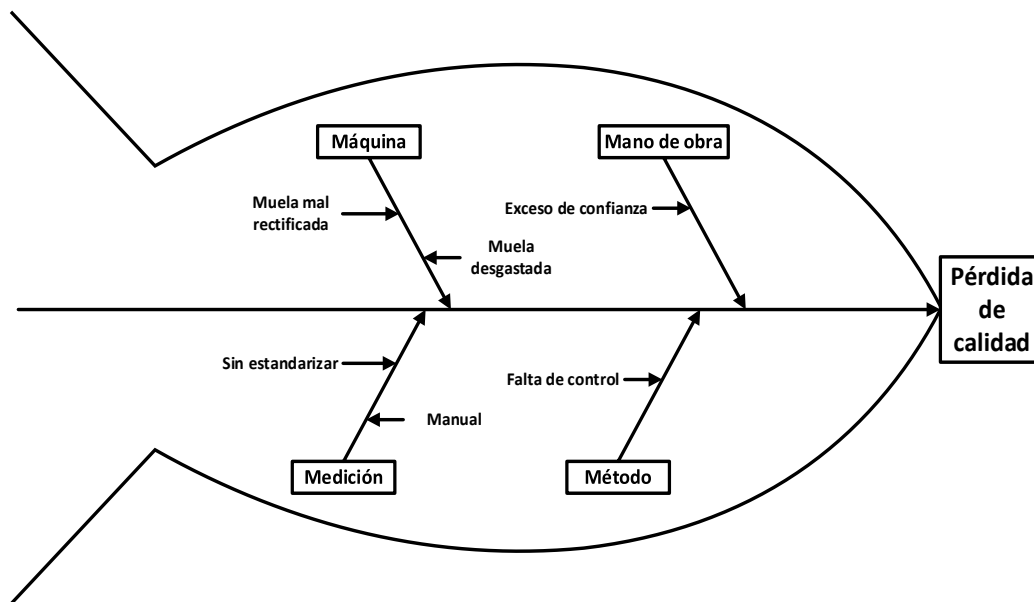 Máquina
Mano de obra
Muela mal
rectificada
Exceso de confianza
Muela
desgastada
Pérdida
de
calidad
Sin estandarizar
Falta de control
Manual
Medición
Método